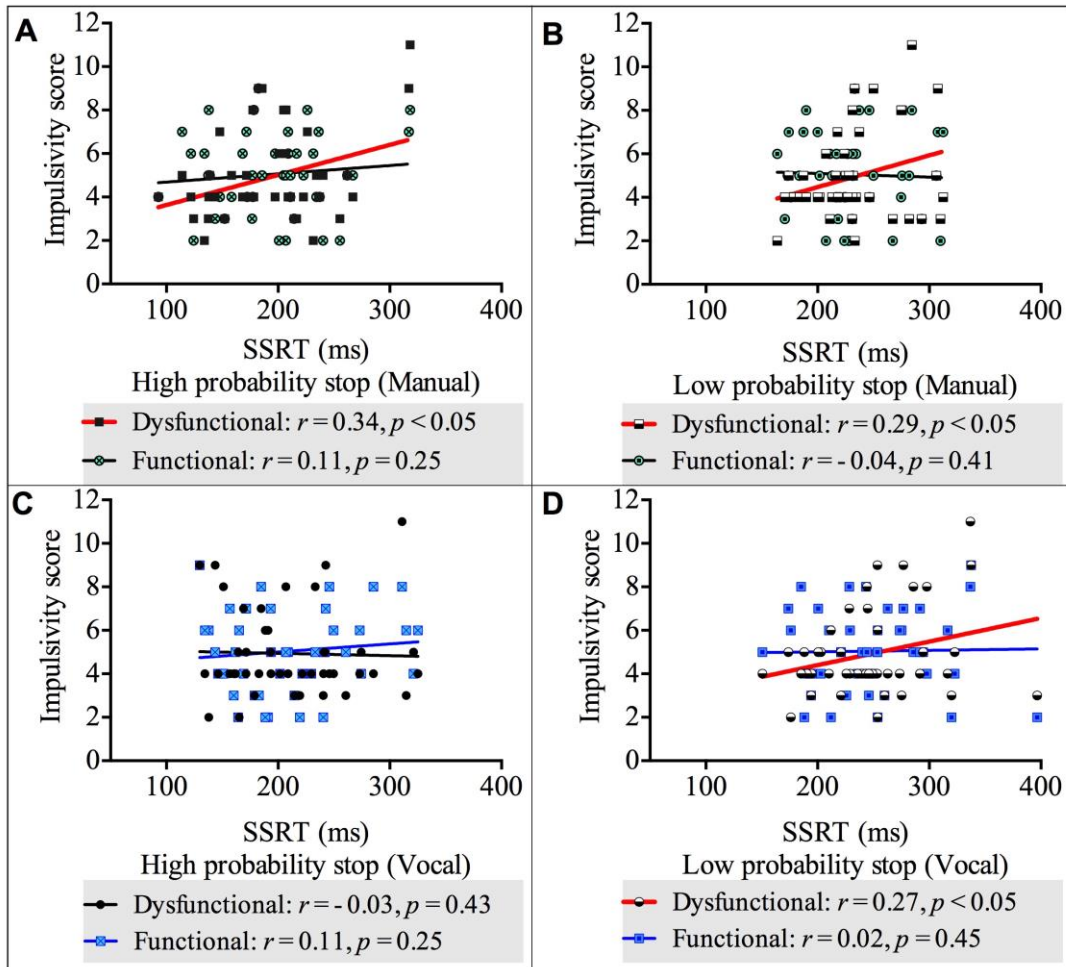 A
Impulsivity score
12
10
8
6
4
2
0
100 200 300 400
SSRT (ms)
High probability stop (Manual)
Dysfunctional: r = 0.34, p < 0.05
Functional: r = 0.11, p = 0.25
B
Impulsivity score
12
10
8
6
4
2
0
100 200 300 400
SSRT (ms)
Low probability stop (Manual)
Dysfunctional: r = 0.29, p < 0.05
Functional: r = - 0.04, p = 0.41
C
Impulsivity score
12
10
8
6
4
2
0
100 200 300 400
SSRT (ms)
High probability stop (Vocal)
Dysfunctional: r = - 0.03, p = 0.43
Functional: r = 0.11, p = 0.25
D
Impulsivity score
12
10
8
6
4
2
0
100 200 300 400
SSRT (ms)
Low probability stop (Vocal)
Dysfunctional: r = 0.27, p < 0.05
Functional: r = 0.02, p = 0.45